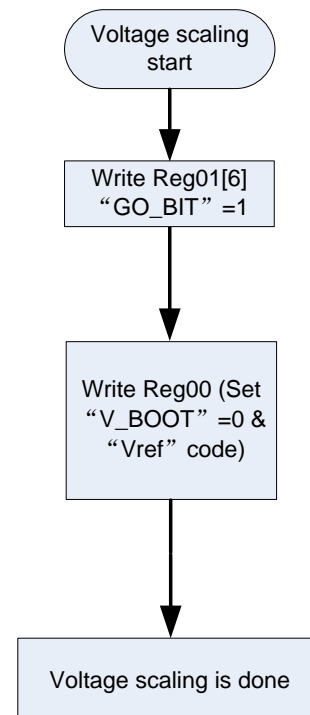 Voltage scaling
start
Write Reg01[6]
“GO_BIT” =1
Write Reg00 (Set
“V_BOOT” =0 &
“Vref” code)
Voltage scaling is done